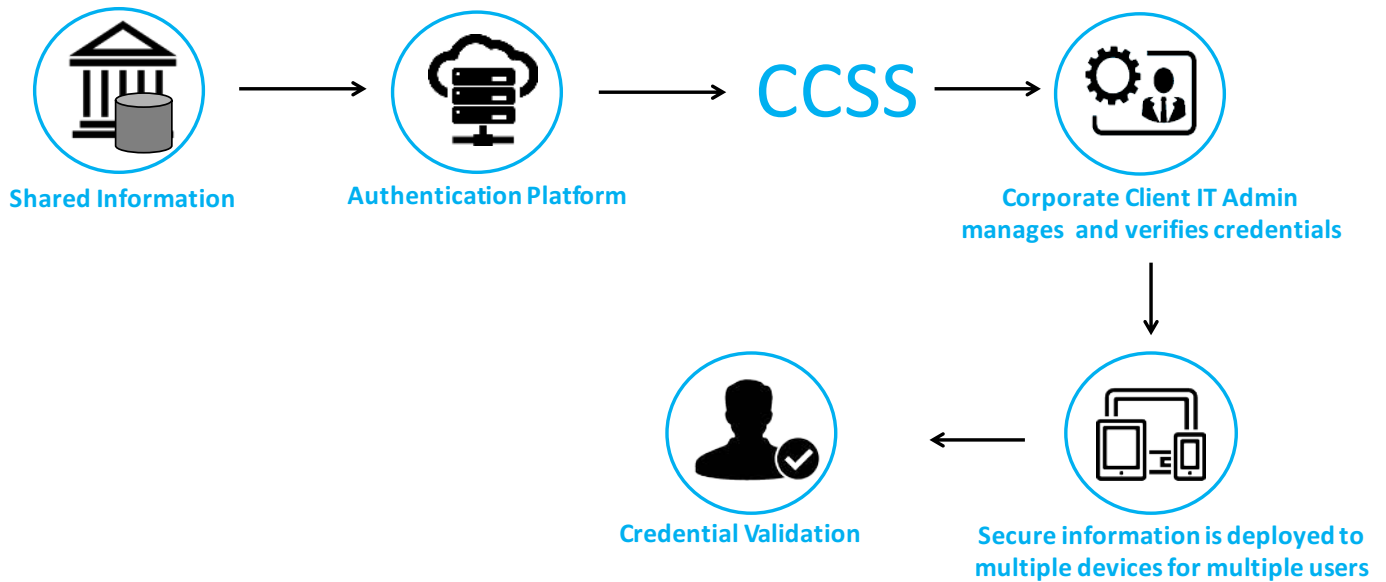 CCSS
Shared Information
Authentication Platform
Corporate Client IT Admin
manages and verifies credentials
Credential Validation
Secure information is deployed to
multiple devices for multiple users